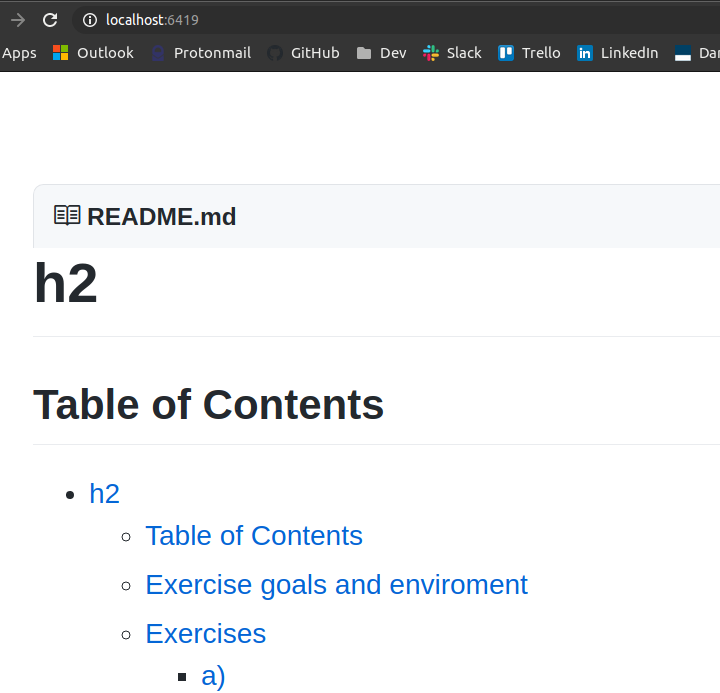 localhost:6419
Apps Outlook Protonmail GitHub Dev Slack Trello LinkedIn
README.md
h2
Table of Contents
h2
Table of Contents
Exercise goals and enviroment
Exercises
a)